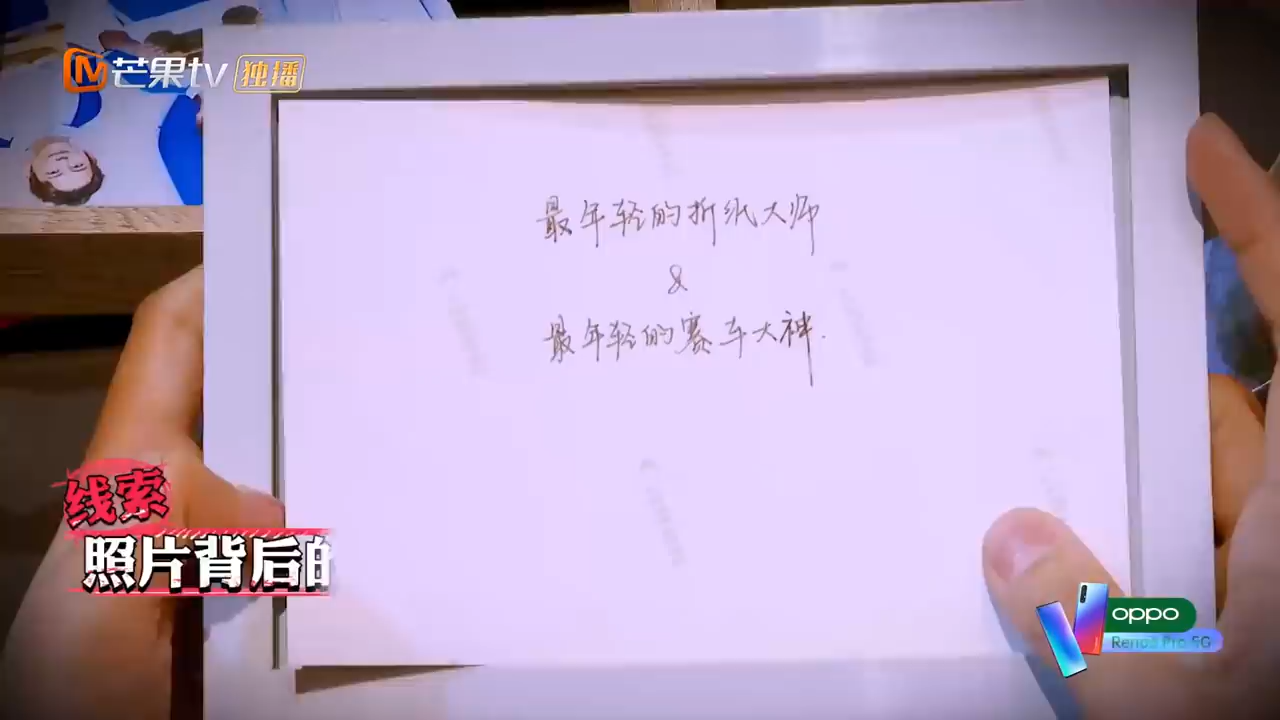 芒果tv 独播
最年轻的折纸大师
&
最年轻的赛车大神.
线索
照片背后的
oppo
Reno3 Pro 5G